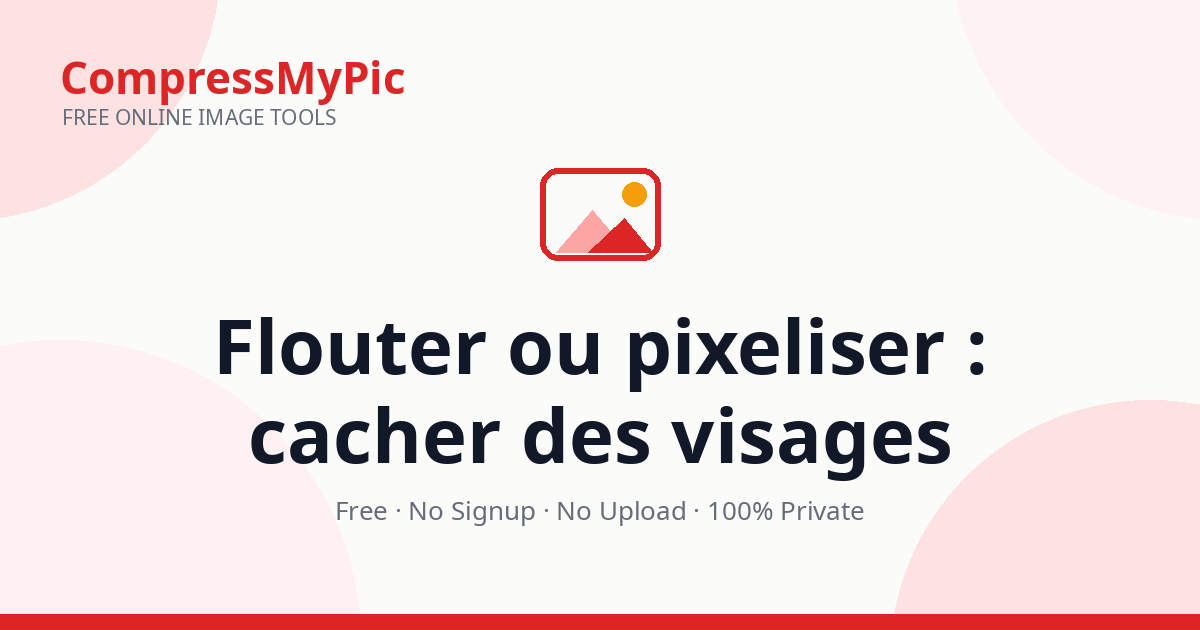 CompressMyPic
FREE ONLINE IMAGE TOOLS
Flouter ou pixeliser :
cacher des visages
Free · No Signup · No Upload · 100% Private